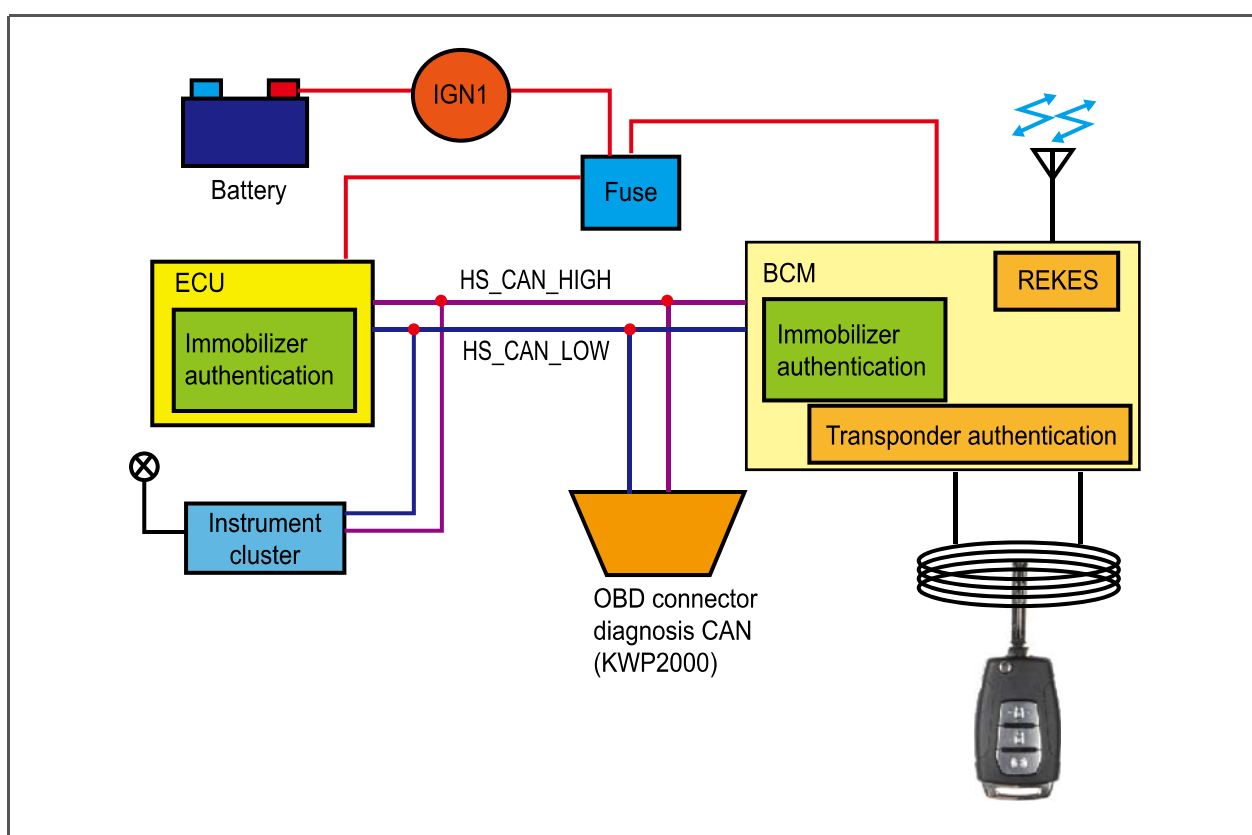 IGN1
Battery
Fuse
ECU
Immobilizer
authentication
HS_CAN_HIGH
HS_CAN_LOW
BCM
REKES
Immobilizer
authentication
Transponder authentication
Instrument
cluster
OBD connector
diagnosis CAN
(KWP2000)